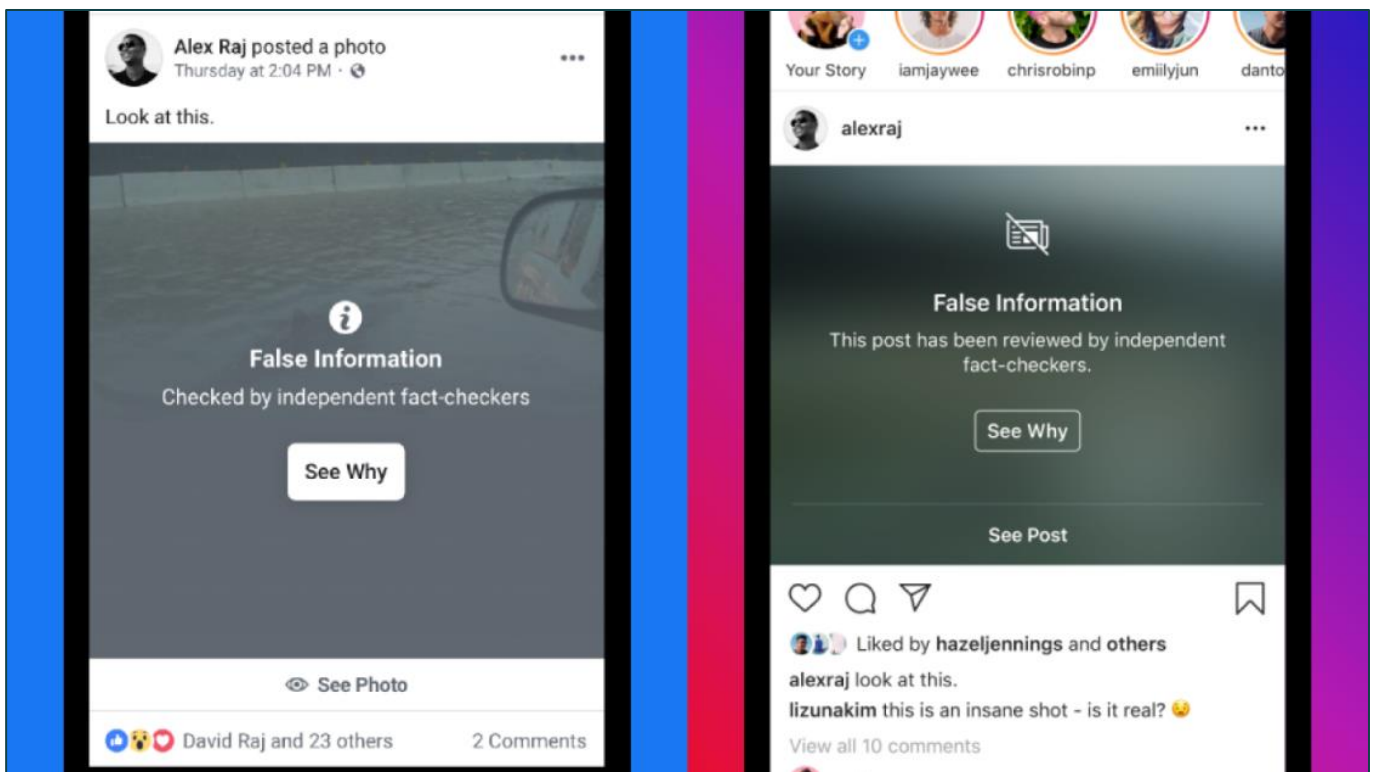 Alex Raj posted a photo
Thursday at 2:04 PM ·
Look at this.
False Information
Checked by independent fact-checkers
See Why
See Photo
David Raj and 23 others
2 Comments
Your Story
iamjaywee
chrisrobinp
emiilyjun
danto
alexraj
False Information
This post has been reviewed by independent
fact-checkers.
See Why
See Post
Liked by hazeljennings and others
alexraj look at this.
lizunakim this is an insane shot - is it real? 😧
View all 10 comments